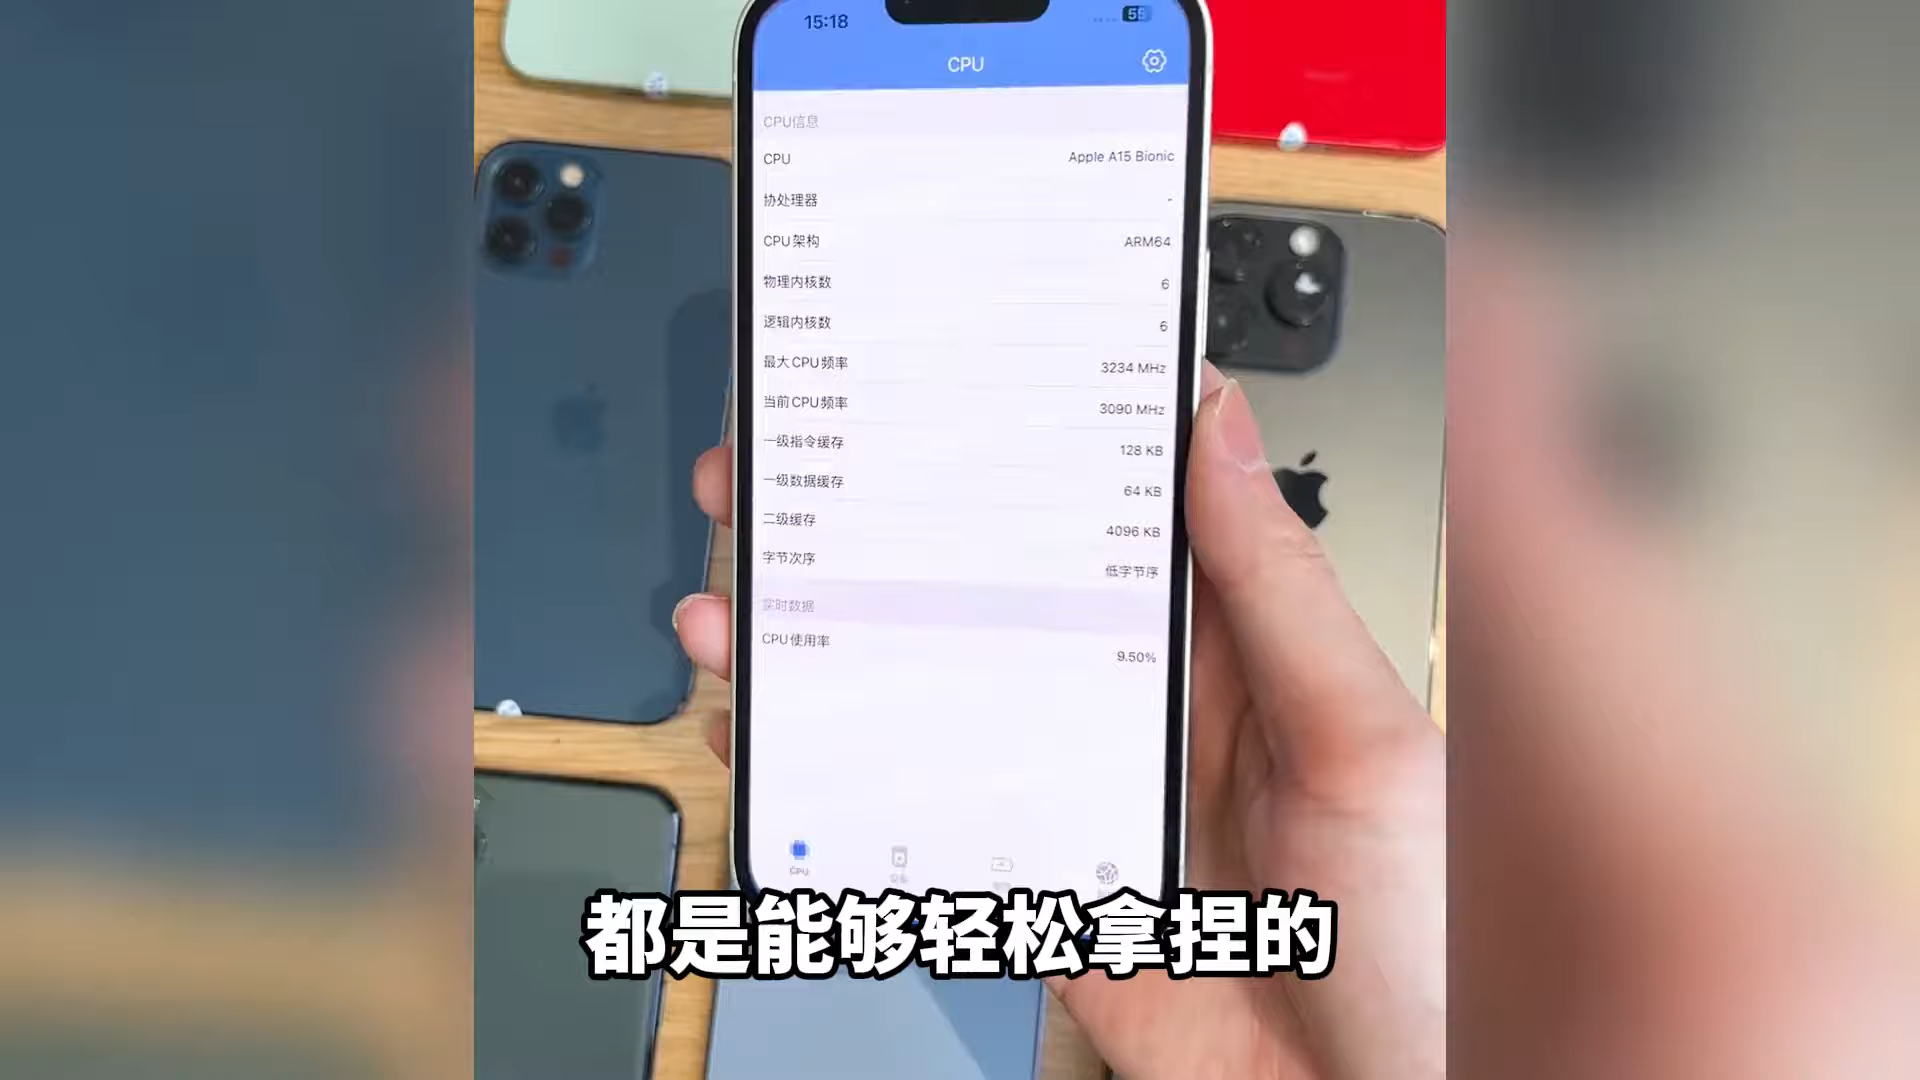 15:18
55
CPU
CPU信息
CPU Apple A15 Bionic
协处理器 -
CPU架构 ARM64
物理内核数 6
逻辑内核数 6
最大CPU频率 3234 MHz
当前CPU频率 3090 MHz
一级指令缓存 128 KB
一级数据缓存 64 KB
二级缓存 4096 KB
字节次序 低字节序
实时数据
CPU使用率 9.50%
CPU
都是能够轻松拿捏的